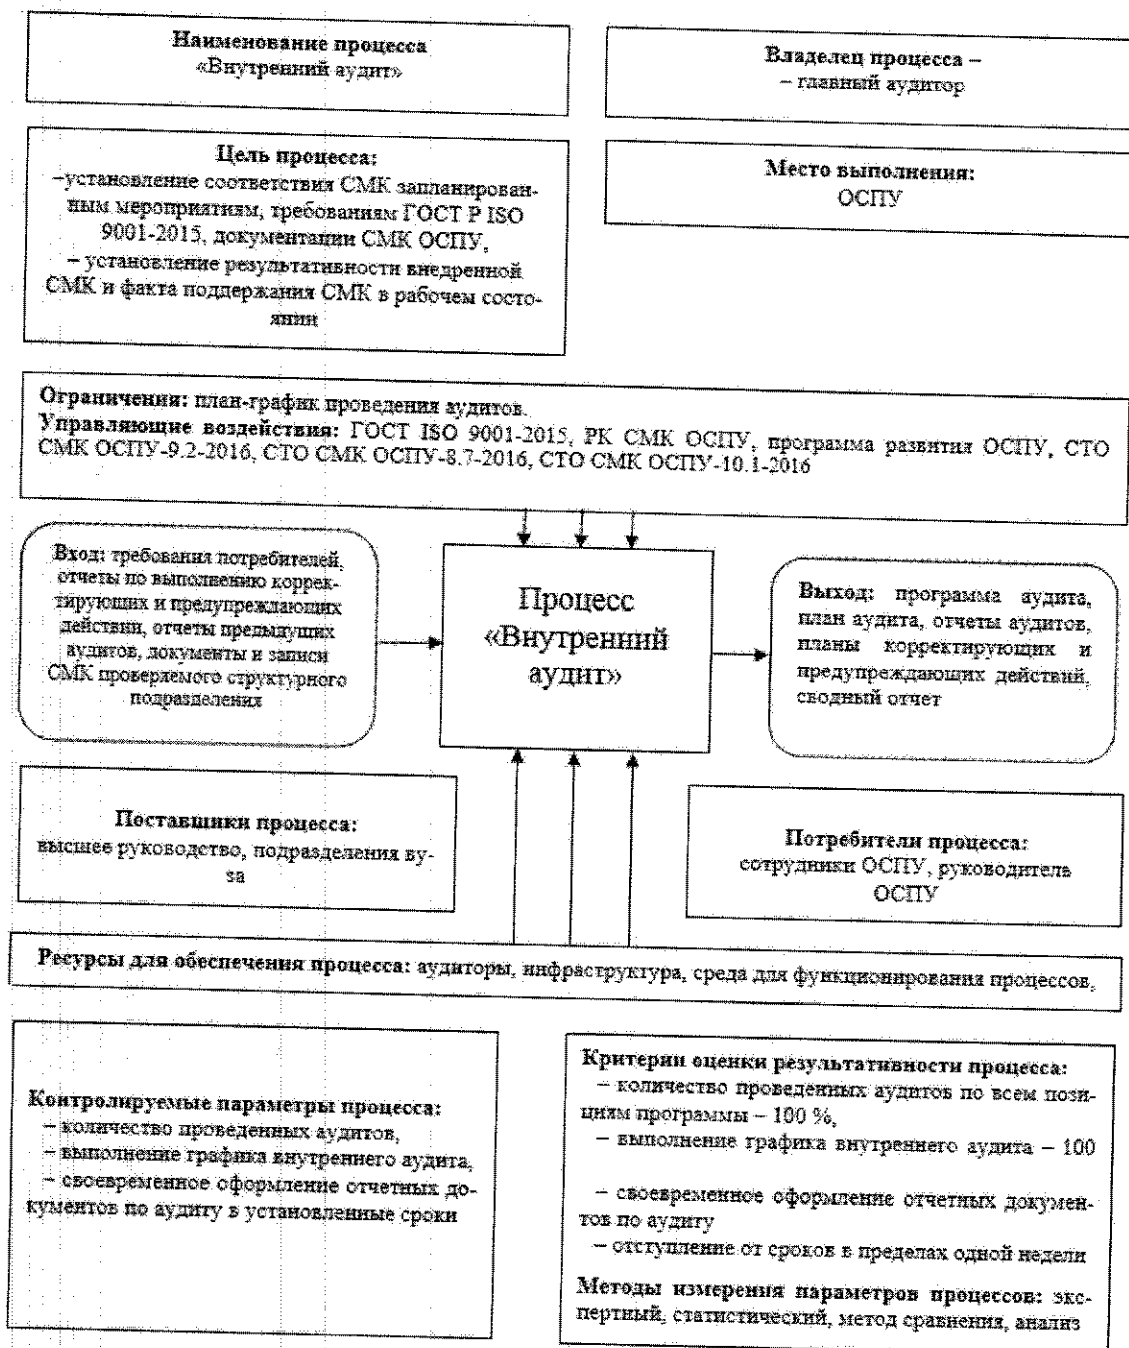 Наименование процесса
«Внутренний аудит»
Владелец процесса –
– главный аудитор
Цель процесса:
–установление соответствия СМК запланирован-
ным мероприятиям, требованиям ГОСТ Р ISO
9001-2015, документации СМК ОСПУ,
– установление результативности внедренной
СМК и факта поддержания СМК в рабочем состо-
янии
Место выполнения:
ОСПУ
Ограничения: план-график проведения аудитов.
Управляющие воздействия: ГОСТ ISO 9001-2015, РК СМК ОСПУ, программа развития ОСПУ, СТО
СМК ОСПУ-9.2-2016, СТО СМК ОСПУ-8.7-2016, СТО СМК ОСПУ-10.1-2016
Вход: требования потребителей,
отчеты по выполнению коррек-
тирующих и предупреждающих
действии, отчеты предыдущих
аудитов, документы и записи
СМК проверяемого структурного
подразделения
Процесс
«Внутренний
аудит»
Выход: программа аудита,
план аудита, отчеты аудитов,
планы корректирующих и
предупреждающих действий,
сводный отчет
Поставщики процесса:
высшее руководство, подразделения ву-
за
Потребители процесса:
сотрудники ОСПУ, руководитель
ОСПУ
Ресурсы для обеспечения процесса: аудиторы, инфраструктура, среда для функционирования процессов,
Контролируемые параметры процесса:
– количество проведенных аудитов,
– выполнение графика внутреннего аудита,
– своевременное оформление отчетных до-
кументов по аудиту в установленные сроки
Критерии оценки результативности процесса:
– количество проведенных аудитов по всем пози-
циям программы – 100 %,
– выполнение графика внутреннего аудита – 100
– своевременное оформление отчетных докумен-
тов по аудиту
– отступление от сроков в пределах одной недели
Методы измерения параметров процессов: экс-
пертный, статистический, метод сравнения, анализ